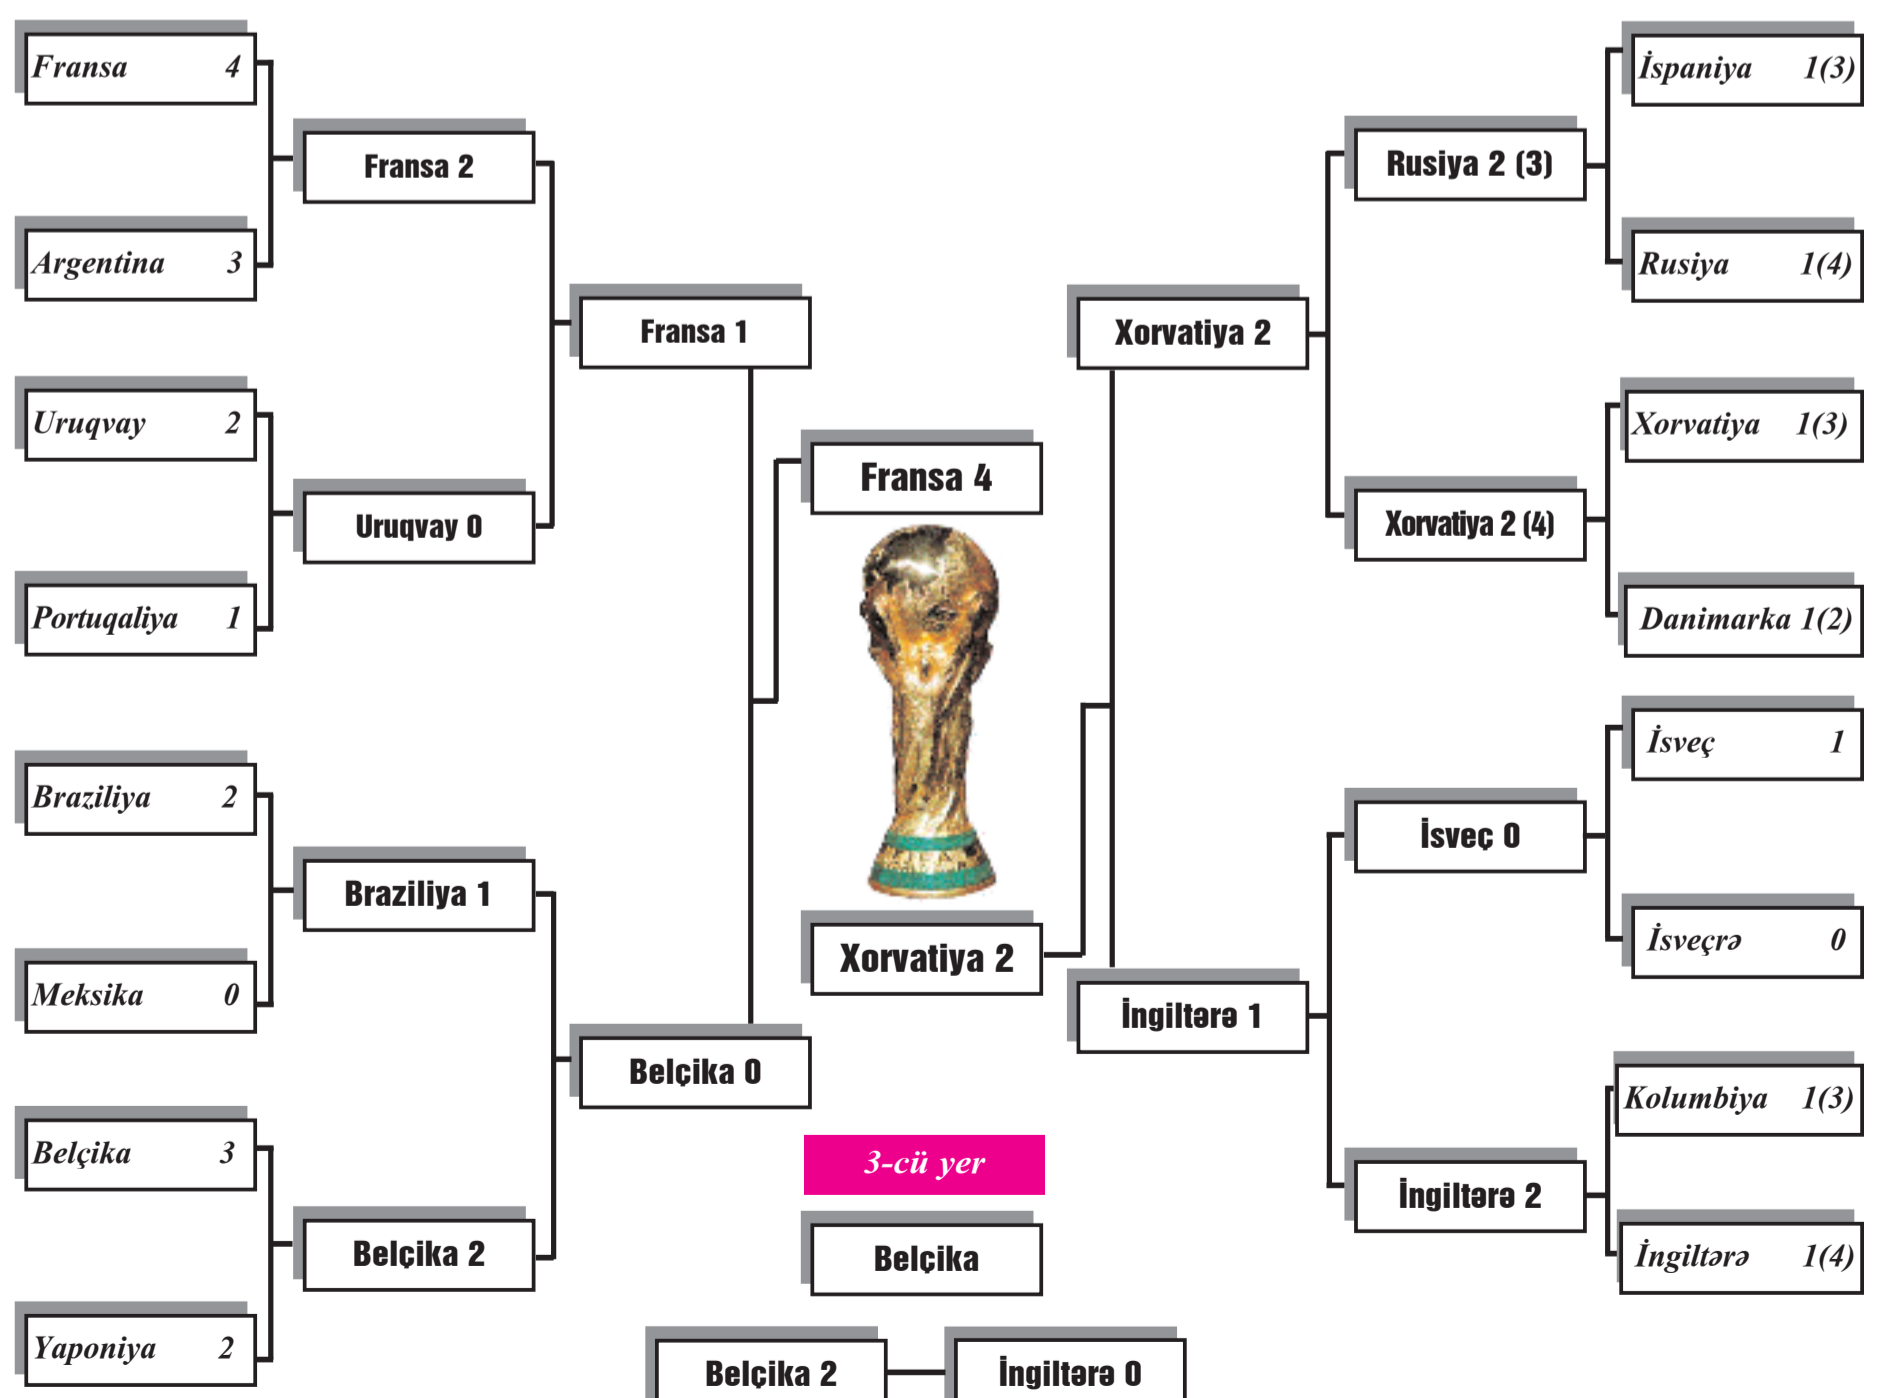 Fransa 4
Argentina 3
Uruqvay 2
Portuqaliya 1
Braziliya 2
Meksika 0
Belçika 3
Yaponiya 2
Fransa 2
Uruqvay 0
Braziliya 1
Belçika 2
Fransa 1
Belçika 0
Fransa 4
Xorvatiya 2
3-cü yer
Belçika
Belçika 2
İngiltərə 0
Xorvatiya 2
İngiltərə 1
Rusiya 2 (3)
Xorvatiya 2 (4)
İsveç 0
İngiltərə 2
İspaniya 1(3)
Rusiya 1(4)
Xorvatiya 1(3)
Danimarka 1(2)
İsveç 1
İsveçrə 0
Kolumbiya 1(3)
İngiltərə 1(4)